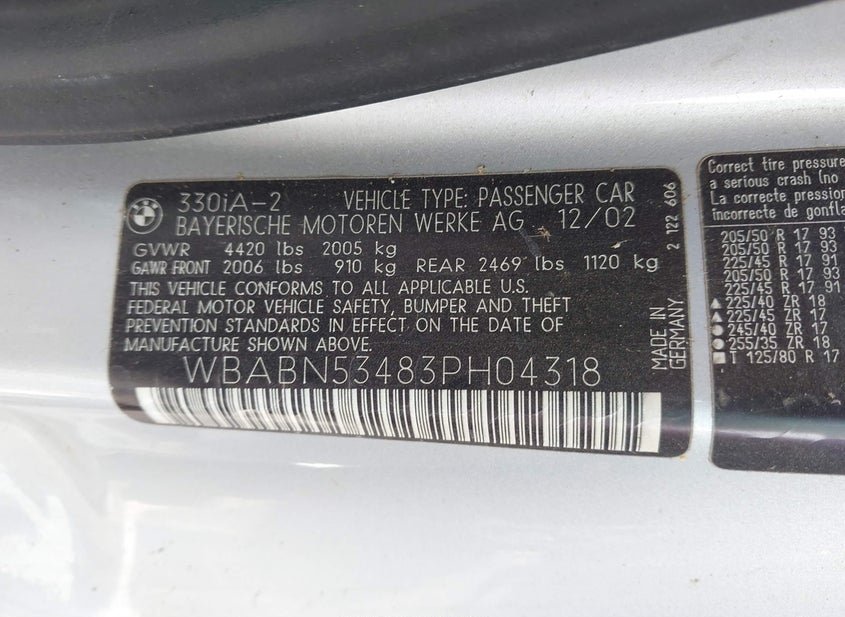 BMW
330iA-2 VEHICLE TYPE: PASSENGER CAR
BAYERISCHE MOTOREN WERKE AG 12/02
GVWR 4420 lbs 2005 kg
GAWR FRONT 2006 lbs 910 kg REAR 2469 lbs 1120 kg
THIS VEHICLE CONFORMS TO ALL APPLICABLE U.S.
FEDERAL MOTOR VEHICLE SAFETY, BUMPER AND THEFT
PREVENTION STANDARDS IN EFFECT ON THE DATE OF
MANUFACTURE SHOWN ABOVE.
WBABN53483PH04318
MADE IN
GERMANY
2 122 606
Correct tire pressure
a serious crash (no
La correcte pression
incorrecte de gonfla
205/50 R 17 93
205/50 R 17 93
225/45 R 17 91
205/50 R 17 93
225/45 R 17 91
225/40 ZR 18
225/45 ZR 17
245/40 ZR 17
255/35 ZR 18
T 125/80 R 17